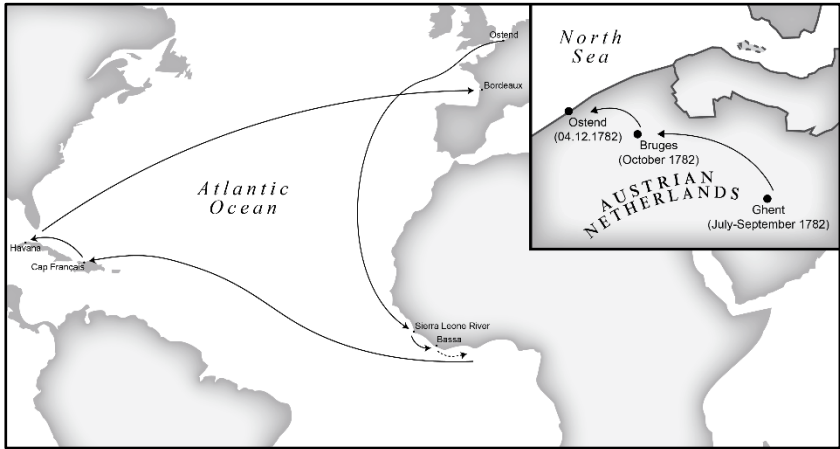 Ostend
Bordeaux
Atlantic
Ocean
Havana
Cap Français
Sierra Leone River
Bassa
North
Sea
Ostend
(04.12.1782)
Bruges
(October 1782)
AUSTRIAN
NETHERLANDS
Ghent
(July-September 1782)